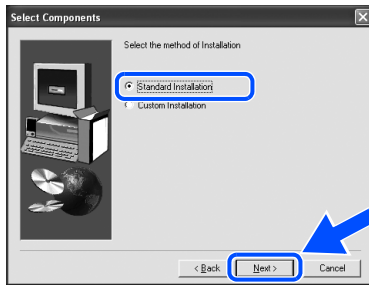 Select Components
Select the method of Installation
Standard Installation
Custom Installation
< Back
Next >
Cancel